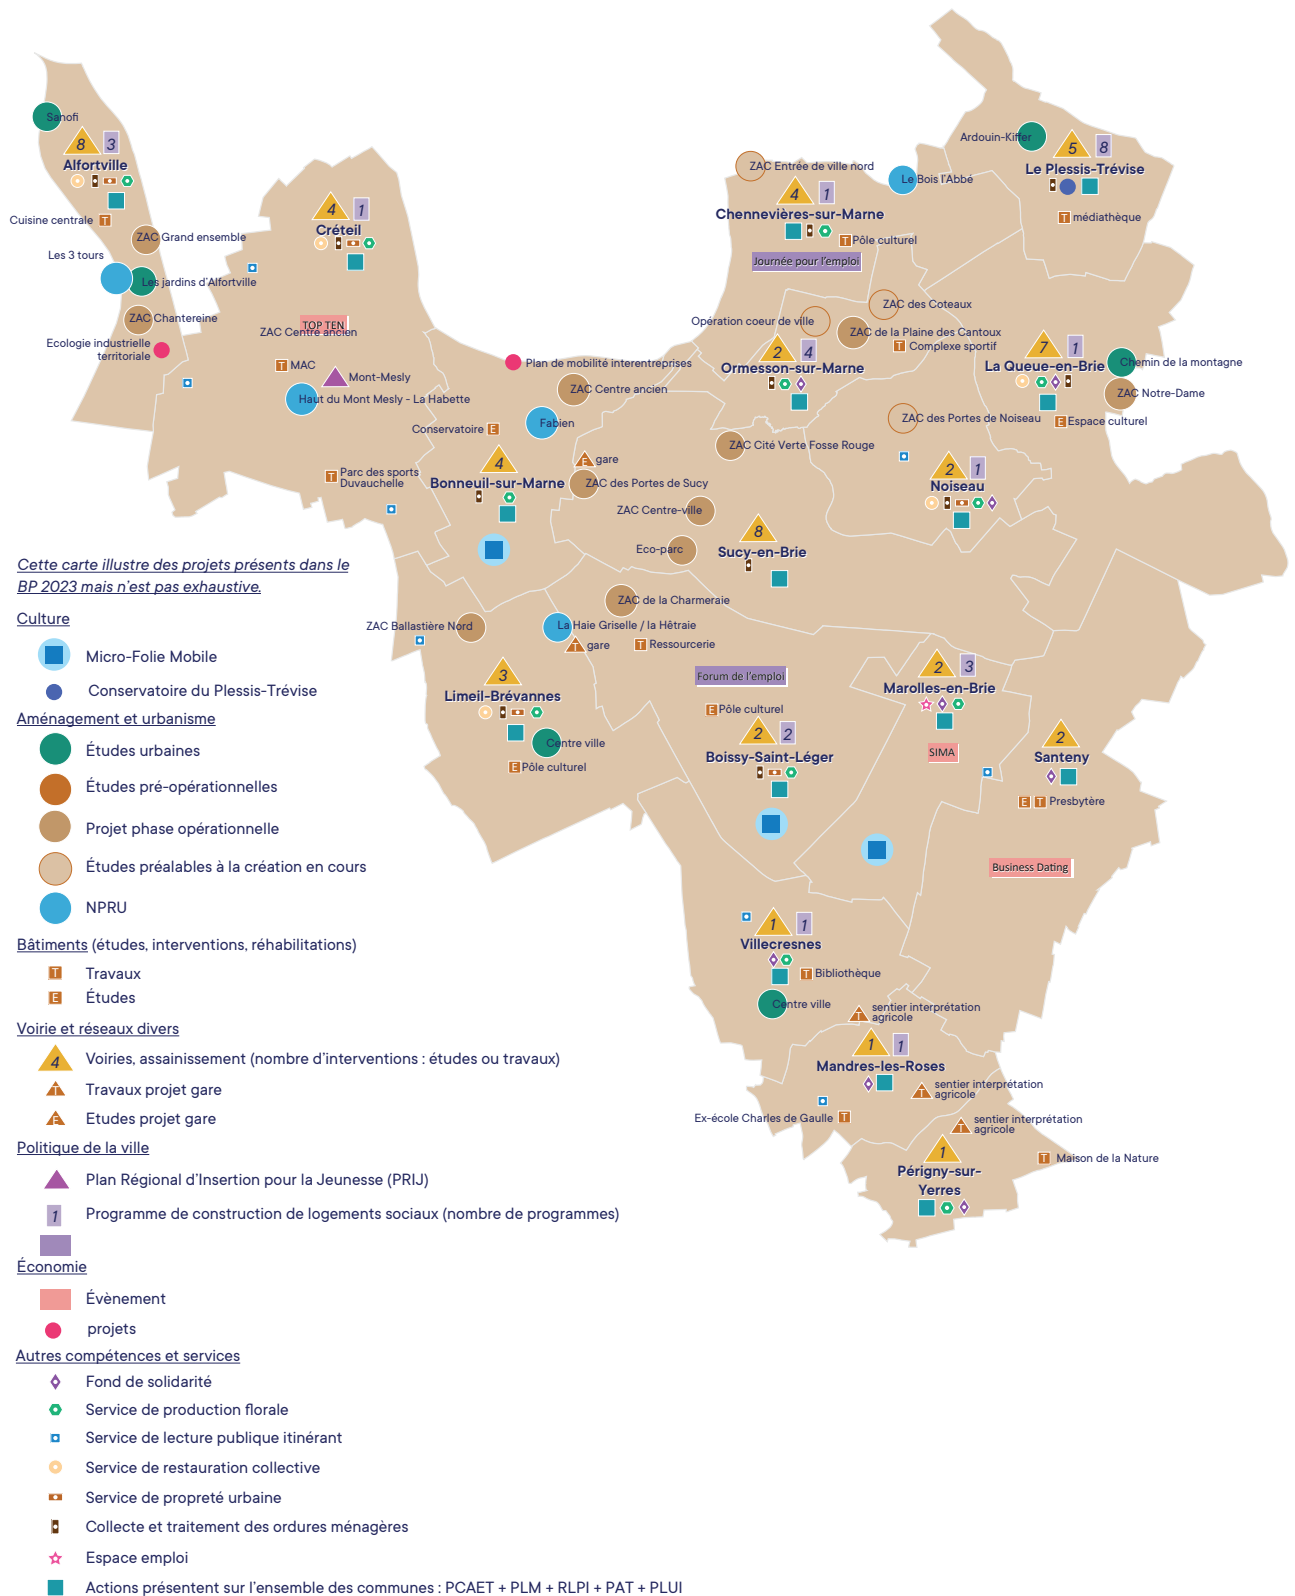 Sanofi
8 3
Alfortville
Cuisine centrale T
ZAC Grand ensemble
Les 3 tours
Les jardins d'Alfortville
ZAC Chantereine
Ecologie industrielle
territoriale
4 1
Créteil
TOP TEN
ZAC Centre ancien
T MAC
Mont-Mesly
Haut du Mont Mesly - La Habette
Conservatoire E
T Parc des sports
Duvauchelle
Plan de mobilité interentreprises
ZAC Centre ancien
Fabien
E gare
4
Bonneuil-sur-Marne
ZAC des Portes de Sucy
ZAC Centre-ville
Eco-parc
8
Sucy-en-Brie
ZAC Cité Verte Fosse Rouge
ZAC de la Charmeraie
ZAC Entrée de ville nord
4 1
Chennevières-sur-Marne
T Pôle culturel
Journée pour l'emploi
Le Bois l'Abbé
Ardouin-Kiffer
5 8
Le Plessis-Trévise
T médiathèque
ZAC des Coteaux
Opération coeur de ville
ZAC de la Plaine des Cantoux
T Complexe sportif
2 4
Ormesson-sur-Marne
7 1
La Queue-en-Brie
Chemin de la montagne
ZAC Notre-Dame
E Espace culturel
ZAC des Portes de Noiseau
2 1
Noiseau
ZAC Ballastière Nord
La Haie Griselle / la Hêtraie
T gare
T Ressourcerie
3
Limeil-Brévannes
Centre ville
E Pôle culturel
Forum de l'emploi
E Pôle culturel
2 2
Boissy-Saint-Léger
2 3
Marolles-en-Brie
SIMA
2
Santeny
E T Presbytère
Business Dating
1 1
Villecresnes
T Bibliothèque
Centre ville
T sentier interprétation
agricole
1 1
Mandres-les-Roses
T sentier interprétation
agricole
Ex-école Charles de Gaulle T
T sentier interprétation
agricole
1
Périgny-sur-
Yerres
T Maison de la Nature
Cette carte illustre des projets présents dans le
BP 2023 mais n'est pas exhaustive.
Culture
Micro-Folie Mobile
Conservatoire du Plessis-Trévise
Aménagement et urbanisme
Études urbaines
Études pré-opérationnelles
Projet phase opérationnelle
Études préalables à la création en cours
NPRU
Bâtiments (études, interventions, réhabilitations)
T Travaux
E Études
Voirie et réseaux divers
4 Voiries, assainissement (nombre d'interventions : études ou travaux)
T Travaux projet gare
E Etudes projet gare
Politique de la ville
Plan Régional d'Insertion pour la Jeunesse (PRIJ)
1 Programme de construction de logements sociaux (nombre de programmes)
Économie
Évènement
projets
Autres compétences et services
Fond de solidarité
Service de production florale
Service de lecture publique itinérant
Service de restauration collective
Service de propreté urbaine
Collecte et traitement des ordures ménagères
Espace emploi
Actions présentent sur l'ensemble des communes : PCAET + PLM + RLPI + PAT + PLUI